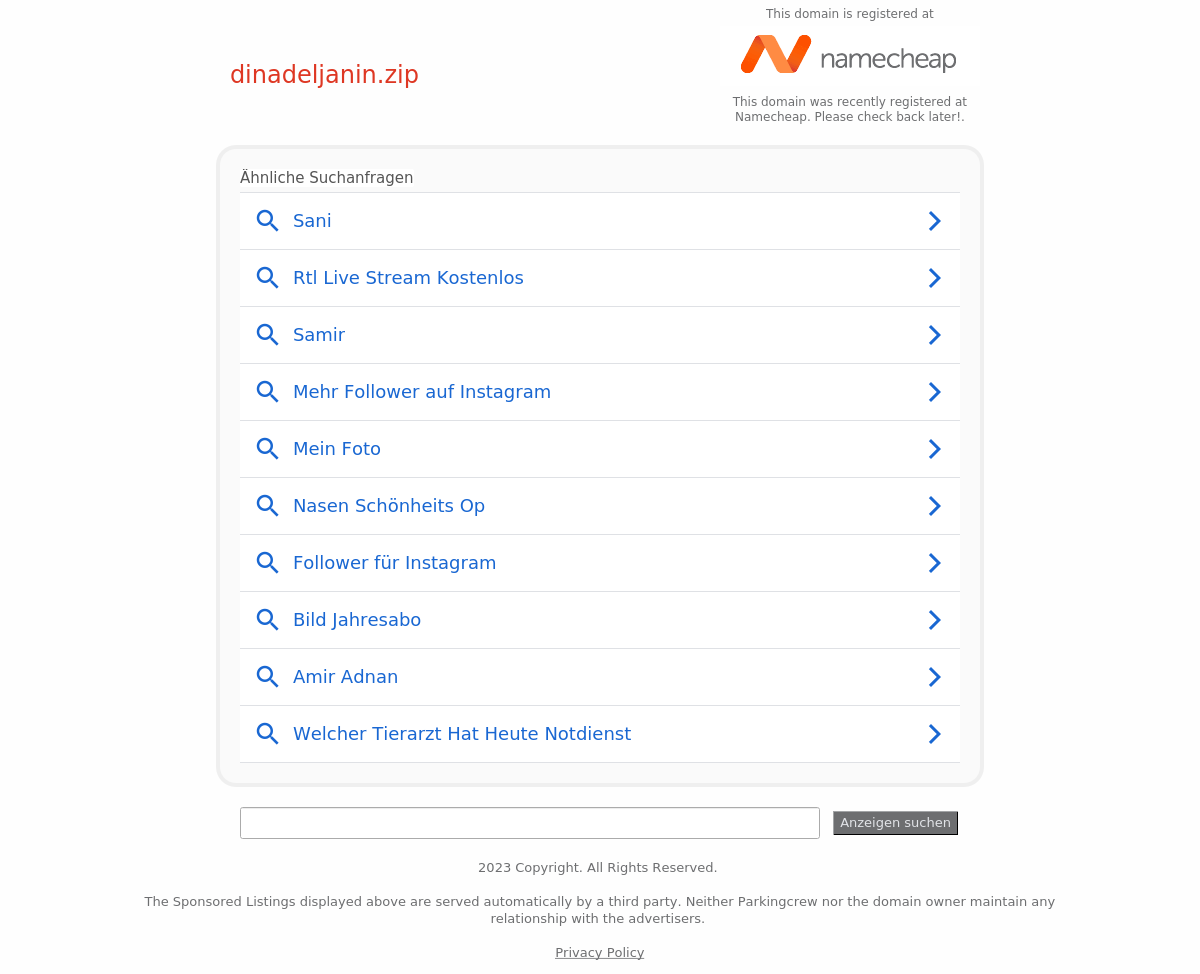 This domain is registered at
namecheap
dinadeljanin.zip
This domain was recently registered at
Namecheap. Please check back later!.
Ähnliche Suchanfragen
Sani
Rtl Live Stream Kostenlos
Samir
Mehr Follower auf Instagram
Mein Foto
Nasen Schönheits Op
Follower für Instagram
Bild Jahresabo
Amir Adnan
Welcher Tierarzt Hat Heute Notdienst
Anzeigen suchen
2023 Copyright. All Rights Reserved.
The Sponsored Listings displayed above are served automatically by a third party. Neither Parkingcrew nor the domain owner maintain any
relationship with the advertisers.
Privacy Policy